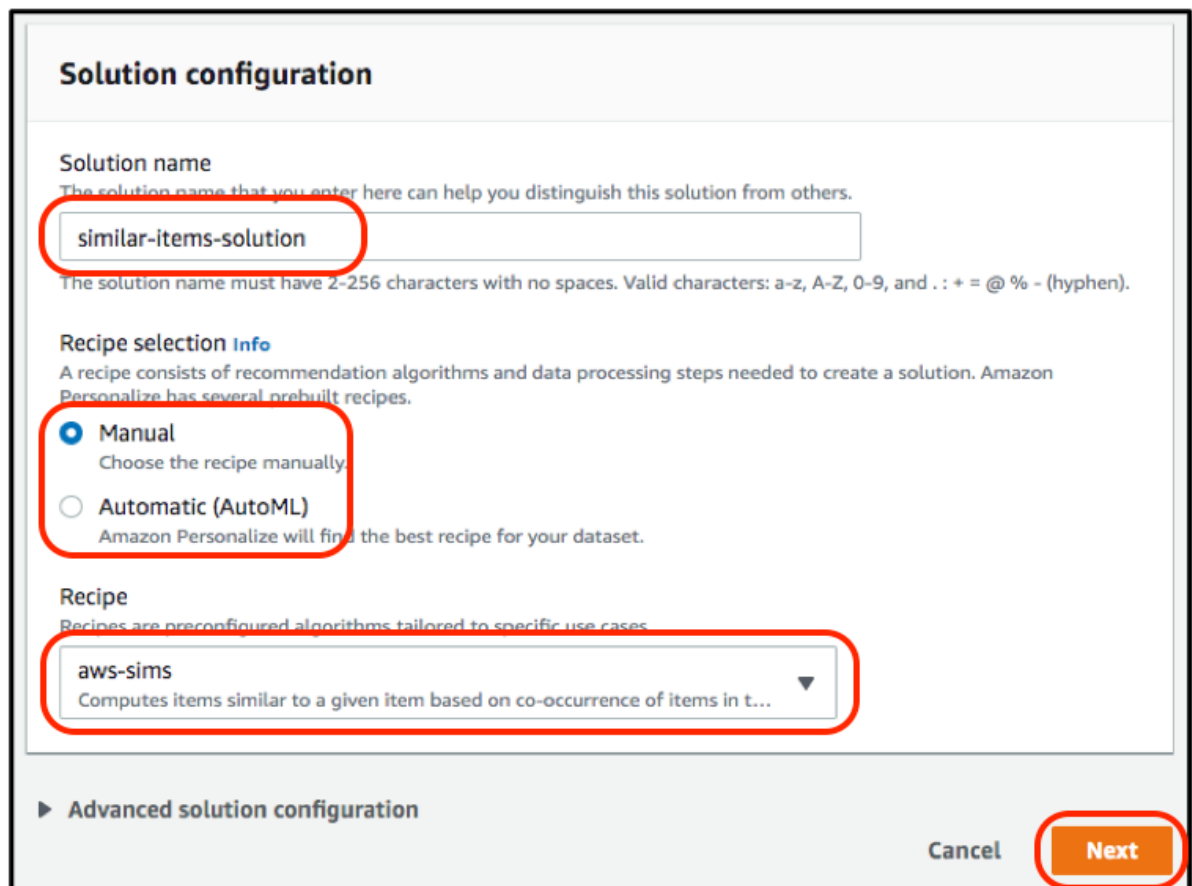 Solution configuration
Solution name
The solution name that you enter here can help you distinguish this solution from others.
similar-items-solution
The solution name must have 2-256 characters with no spaces. Valid characters: a-z, A-Z, 0-9, and . : + = @ % - (hyphen).
Recipe selection Info
A recipe consists of recommendation algorithms and data processing steps needed to create a solution. Amazon
Personalize has several prebuilt recipes.
Manual
Choose the recipe manually.
Automatic (AutoML)
Amazon Personalize will find the best recipe for your dataset.
Recipe
Recipes are preconfigured algorithms tailored to specific use cases
aws-sims
Computes items similar to a given item based on co-occurrence of items in t...
Advanced solution configuration
Cancel
Next